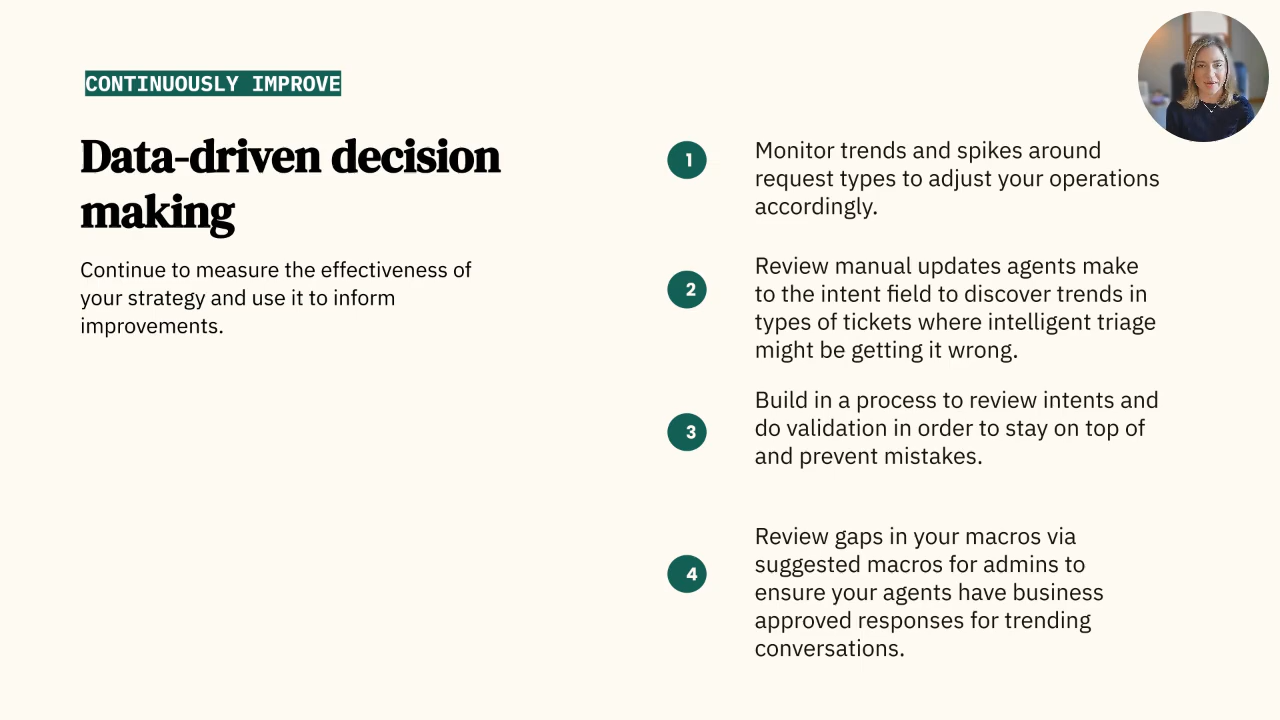 CONTINUOUSLY IMPROVE
Data-driven decision
making
Continue to measure the effectiveness of
your strategy and use it to inform
improvements.
1
Monitor trends and spikes around
request types to adjust your operations
accordingly.
2
Review manual updates agents make
to the intent field to discover trends in
types of tickets where intelligent triage
might be getting it wrong.
3
Build in a process to review intents and
do validation in order to stay on top of
and prevent mistakes.
4
Review gaps in your macros via
suggested macros for admins to
ensure your agents have business
approved responses for trending
conversations.